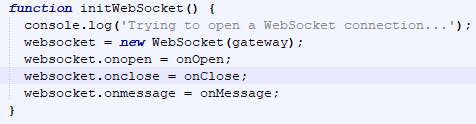 function initWebSocket() {
  console.log('Trying to open a WebSocket connection...');
  websocket = new WebSocket(gateway);
  websocket.onopen = onOpen;
  websocket.onclose = onClose;
  websocket.onmessage = onMessage;
}